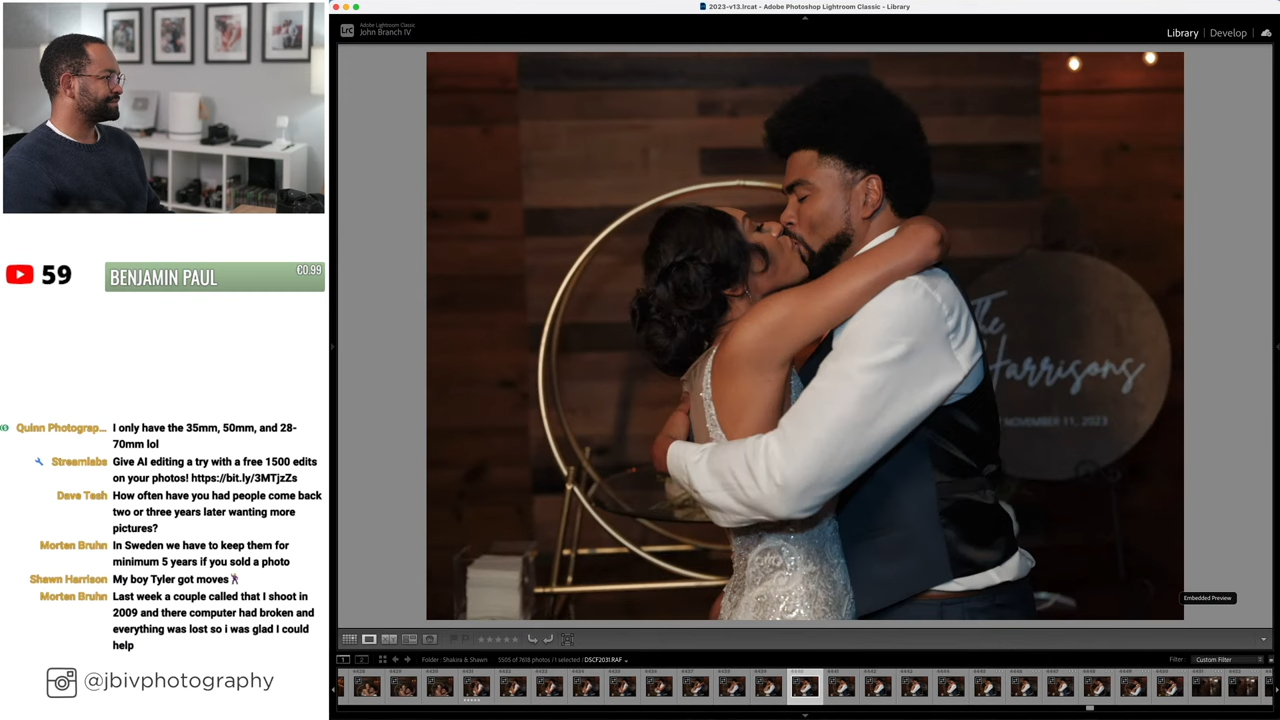 2023-v13.lrcat - Adobe Photoshop Lightroom Classic - Library
Lrc
Adobe Lightroom Classic
John Branch IV
Library | Develop |
59
BENJAMIN PAUL
€0.99
The
Harrisons
NOVEMBER 11, 2023
Quinn Photograp... I only have the 35mm, 50mm, and 28-
70mm lol
Streamlabs Give AI editing a try with a free 1500 edits
on your photos! https://bit.ly/3MTjzZs
Dave Tesh How often have you had people come back
two or three years later wanting more
pictures?
Morten Bruhn In Sweden we have to keep them for
minimum 5 years if you sold a photo
Shawn Harrison My boy Tyler got moves
Morten Bruhn Last week a couple called that I shoot in
2009 and there computer had broken and
everything was lost so i was glad I could
help
@jbivphotography
Embedded Preview
1 2 Folder : Shakira & Shawn 5505 of 7618 photos / 1 selected / DSCF2031.RAF
Filter : Custom Filter